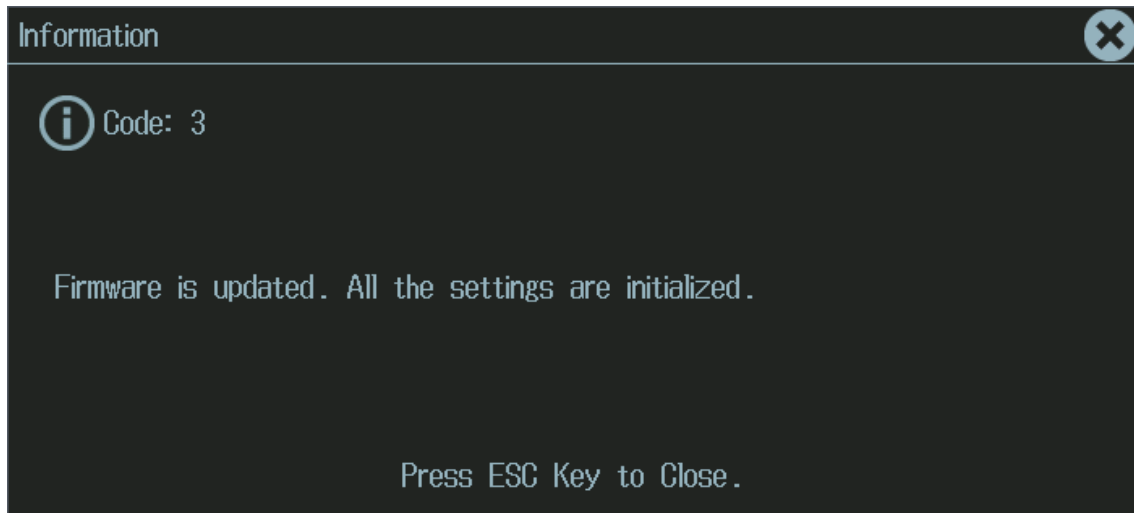 Information
Code: 3
Firmware is updated. All the settings are initialized.
Press ESC Key to Close.